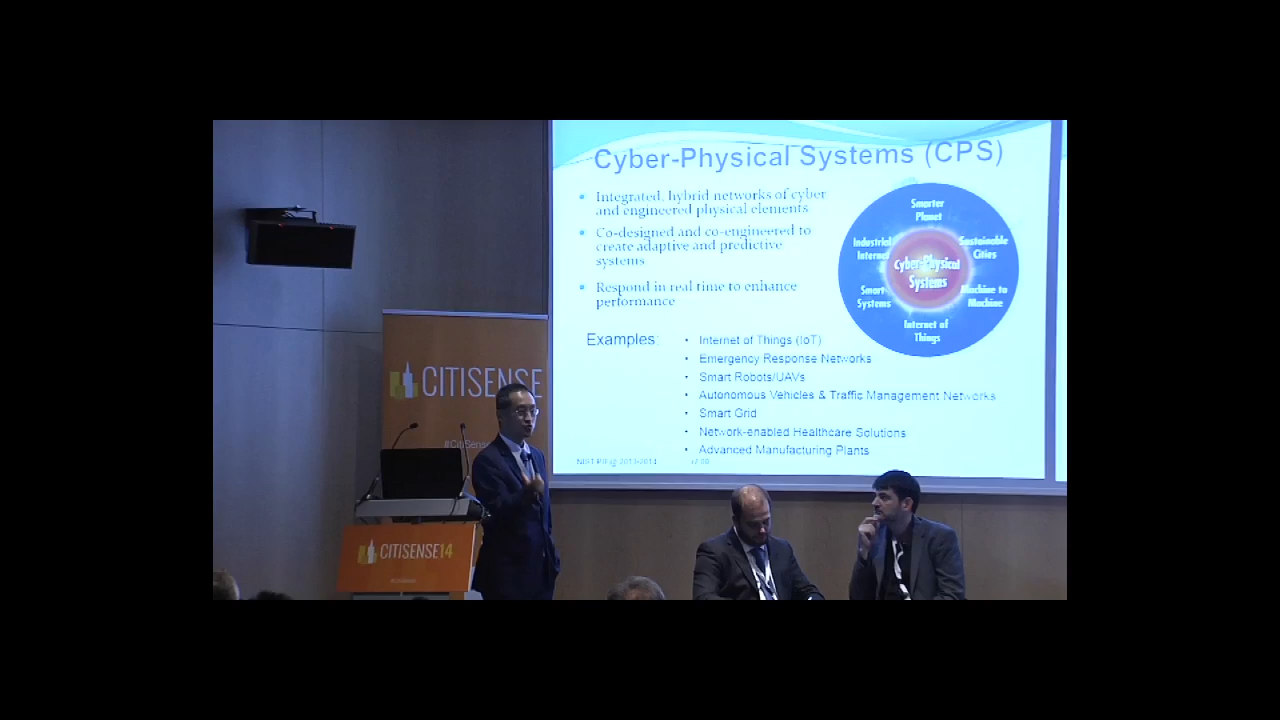 Cyber-Physical Systems (CPS)
Integrated, hybrid networks of cyber
and engineered physical elements
Co-designed and co-engineered to
create adaptive and predictive
systems
Respond in real time to enhance
performance
Smarter
Planet
Industrial
Internet
Sustainable
Cities
Cyber-Physical
Systems
Smart
Systems
Machine to
Machine
Internet of
Things
Examples:
• Internet of Things (IoT)
• Emergency Response Networks
• Smart Robots/UAVs
• Autonomous Vehicles & Traffic Management Networks
• Smart Grid
• Network-enabled Healthcare Solutions
• Advanced Manufacturing Plants
CITISENSE
CITISENSE14